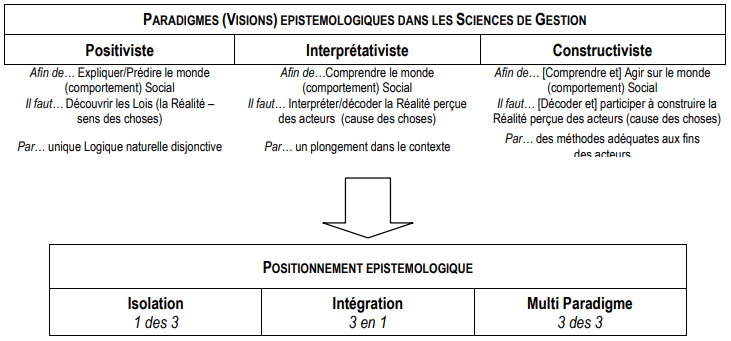 PARADIGMES (VISIONS) EPISTEMOLOGIQUES DANS LES SCIENCES DE GESTION
Positiviste
Afin de… Expliquer/Prédire le monde
(comportement) Social
Il faut… Découvrir les Lois (la Réalité –
sens des choses)
Par… unique Logique naturelle disjonctive
Interprétativiste
Afin de…Comprendre le monde
(comportement) Social
Il faut… Interpréter/décoder la Réalité perçue
des acteurs (cause des choses)
Par… un plongement dans le contexte
Constructiviste
Afin de… [Comprendre et] Agir sur le monde
(comportement) Social
Il faut… [Décoder et] participer à construire la
Réalité perçue des acteurs (cause des choses)
Par… des méthodes adéquates aux fins
des acteurs
POSITIONNEMENT EPISTEMOLOGIQUE
Isolation
1 des 3
Intégration
3 en 1
Multi Paradigme
3 des 3